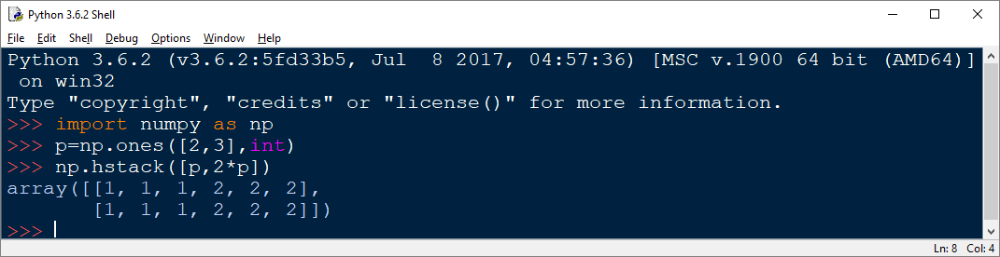 Python 3.6.2 Shell
File Edit Shell Debug Options Window Help
Python 3.6.2 (v3.6.2:5fd33b5, Jul  8 2017, 04:57:36) [MSC v.1900 64 bit (AMD64)]
 on win32
Type "copyright", "credits" or "license()" for more information.
>>> import numpy as np
>>> p=np.ones([2,3],int)
>>> np.hstack([p,2*p])
array([[1, 1, 1, 2, 2, 2],
       [1, 1, 1, 2, 2, 2]])
>>>
Ln: 8 Col: 4